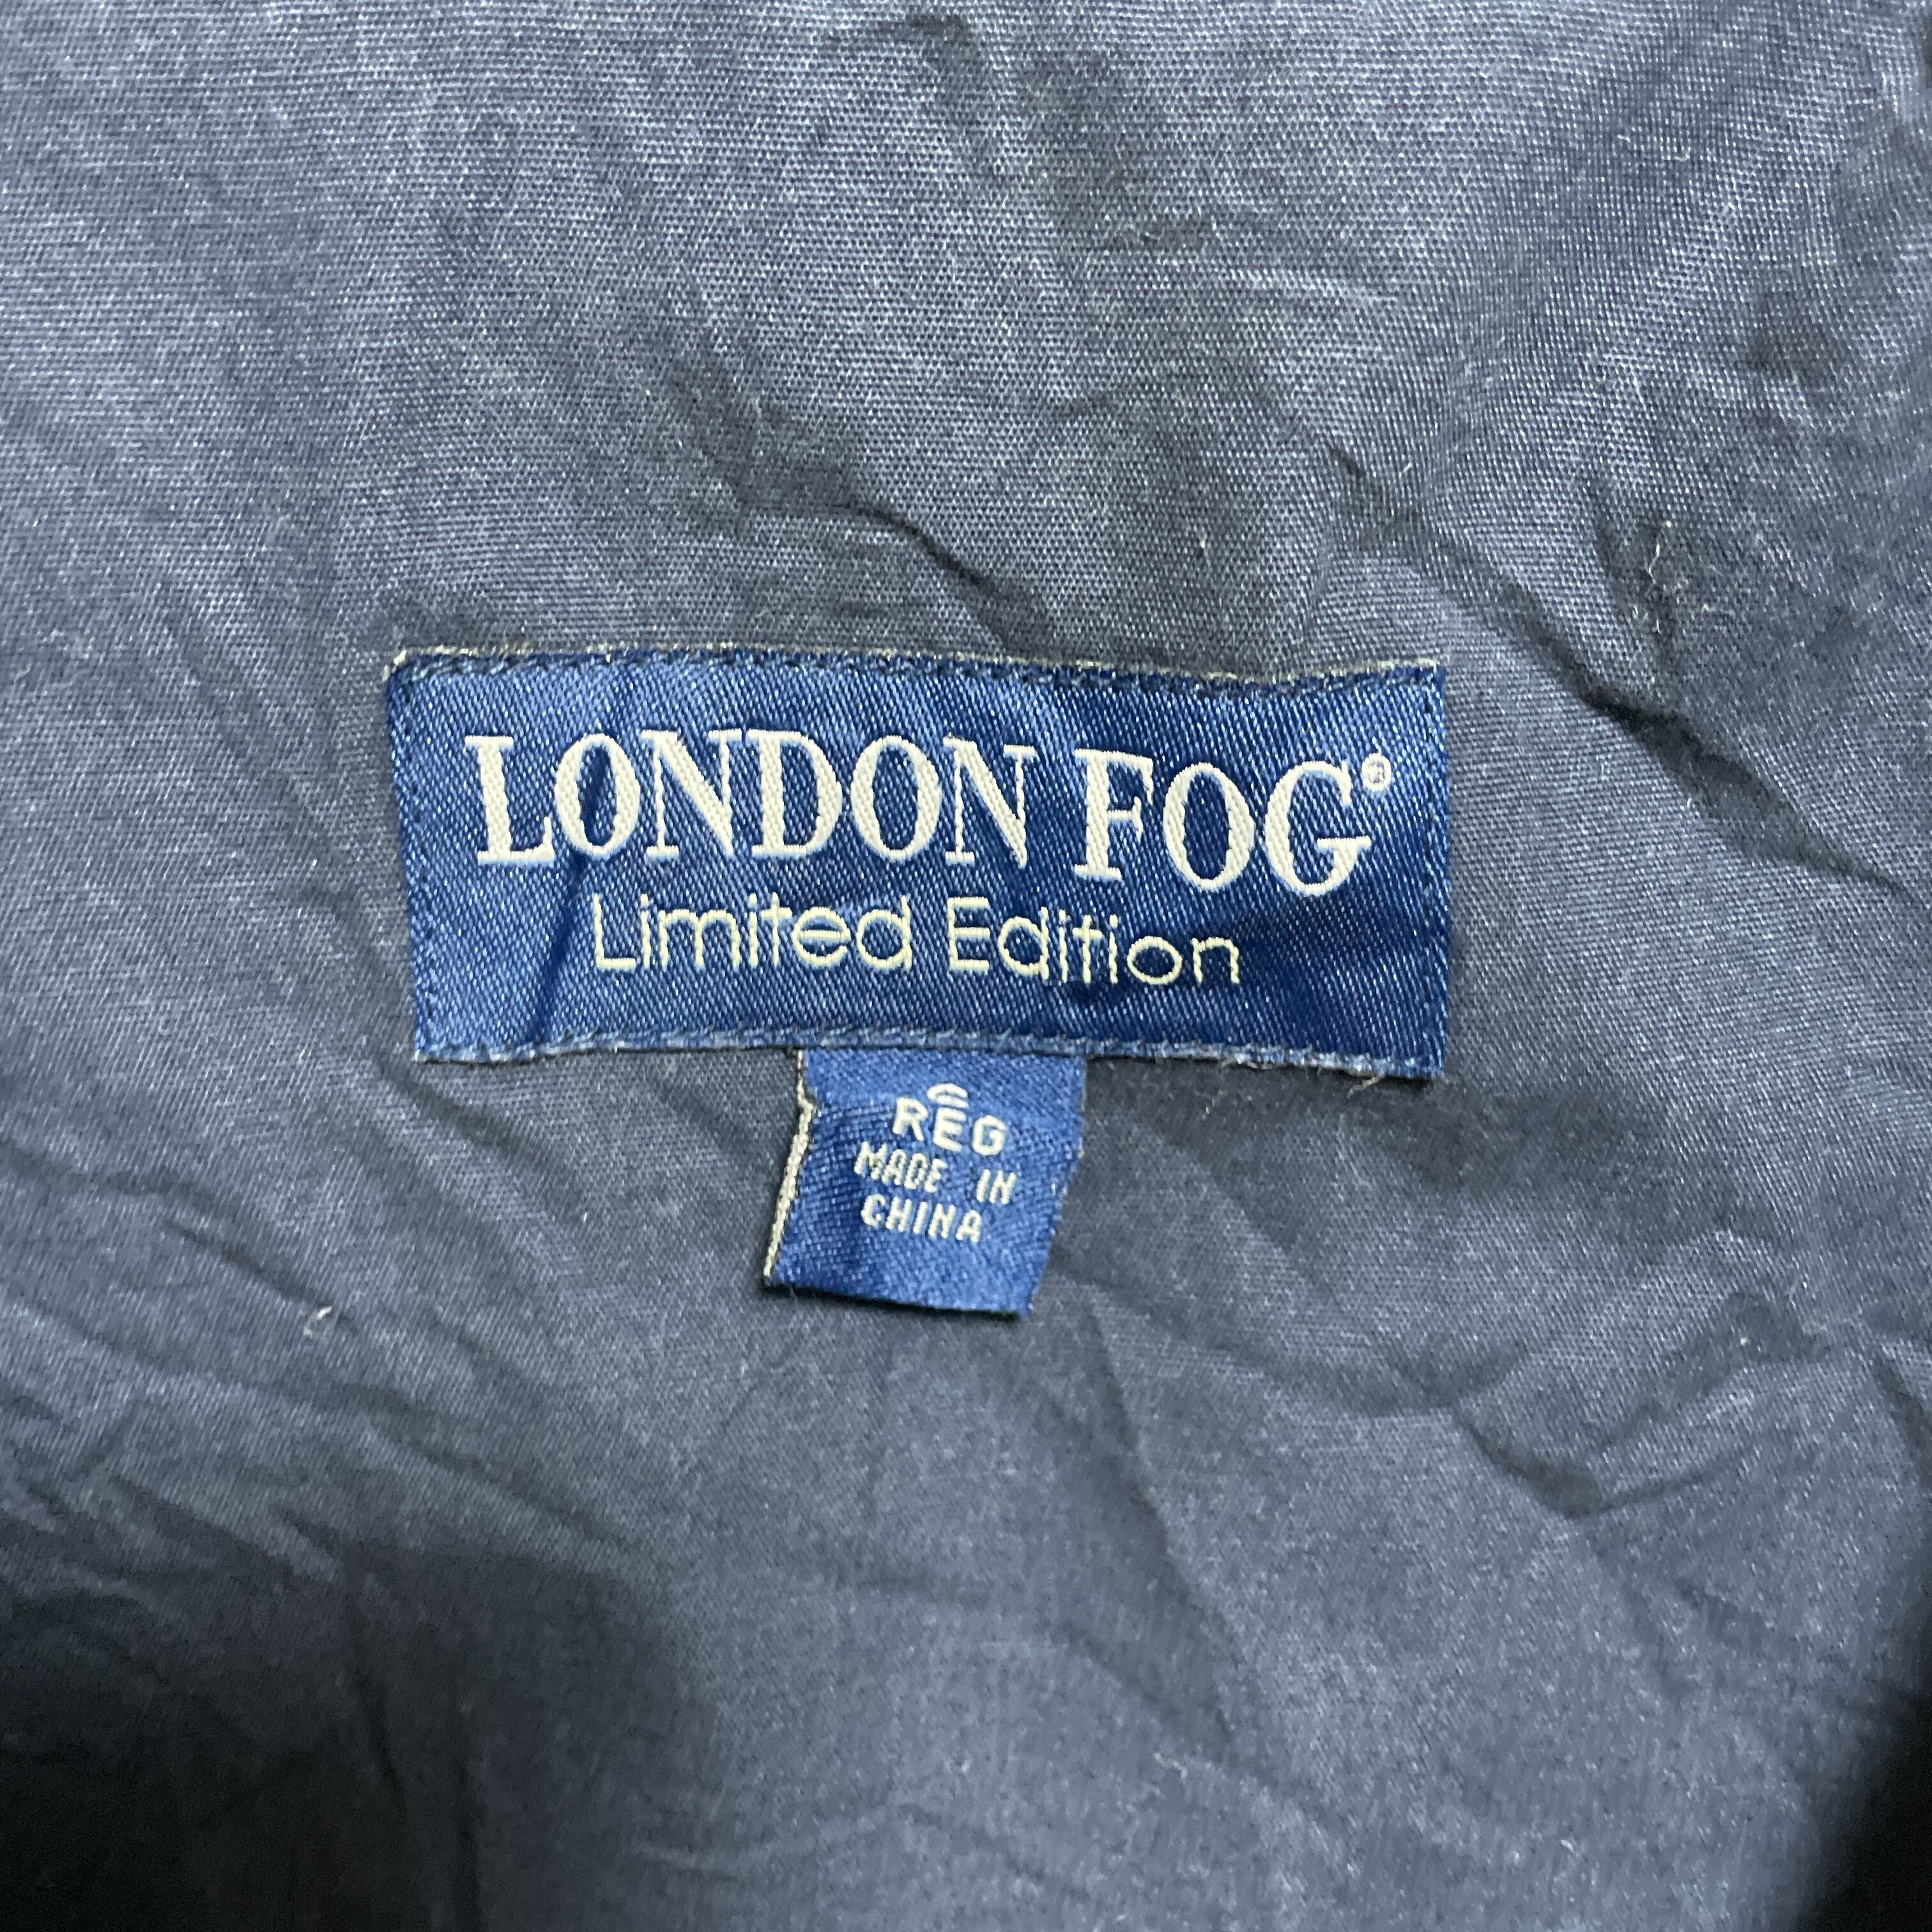 LONDON FOG®
Limited Edition
REG
MADE IN
CHINA